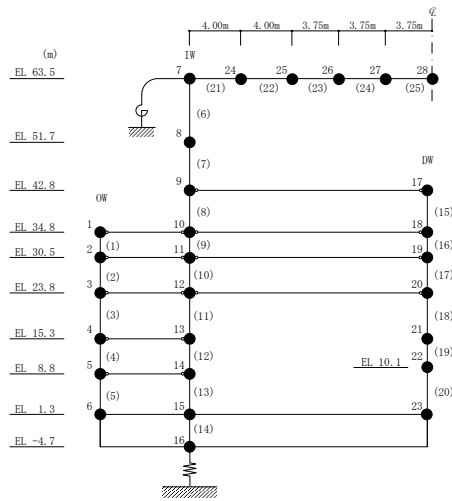 ℄
4.00m 4.00m 3.75m 3.75m 3.75m
(m) IW
EL 63.5 7 24 25 26 27 28
(21) (22) (23) (24) (25)
(6)
EL 51.7 8
(7)
DW
EL 42.8 9 17
OW (8) (15)
EL 34.8 1 10 18
(1) (9) (16)
EL 30.5 2 11 19
(2) (10) (17)
EL 23.8 3 12 20
(3) (11) (18)
EL 15.3 4 13 21
(4) (12) (19)
EL 10.1 22
EL 8.8 5 14
(5) (13) (20)
EL 1.3 6 15 23
(14)
EL -4.7 16